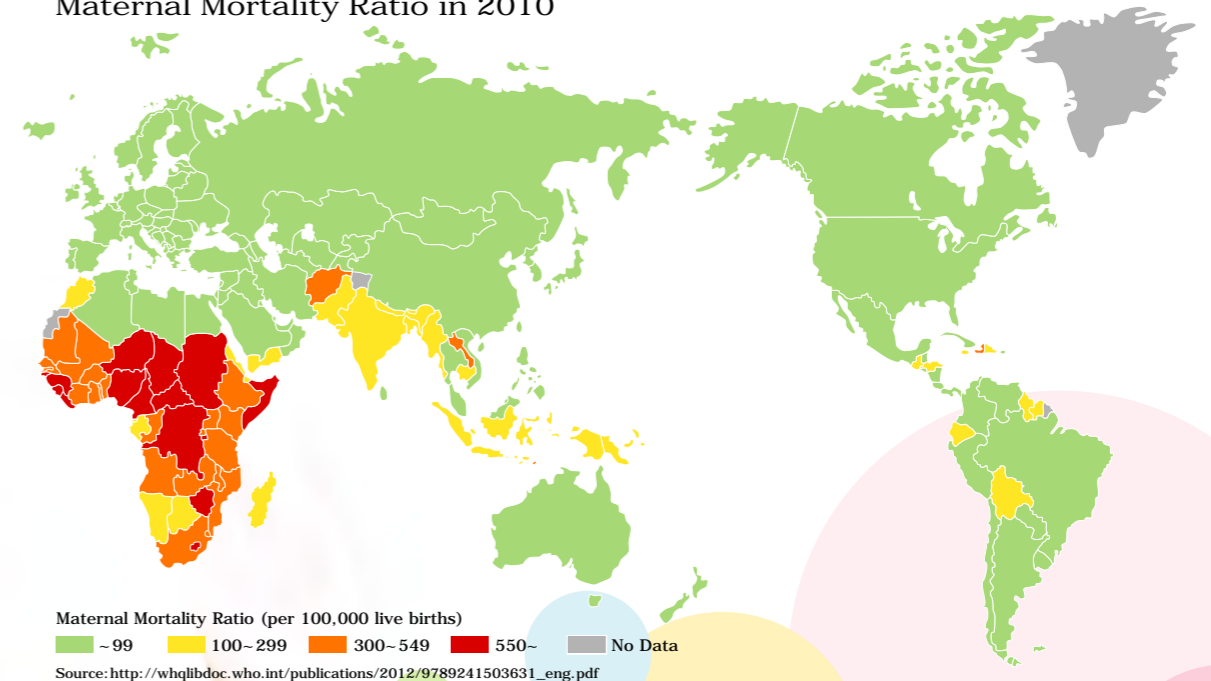 Maternal Mortality Ratio in 2010
Maternal Mortality Ratio (per 100,000 live births)
~99 100~299 300~549 550~ No Data
Source:http://whqlibdoc.who.int/publications/2012/9789241503631_eng.pdf